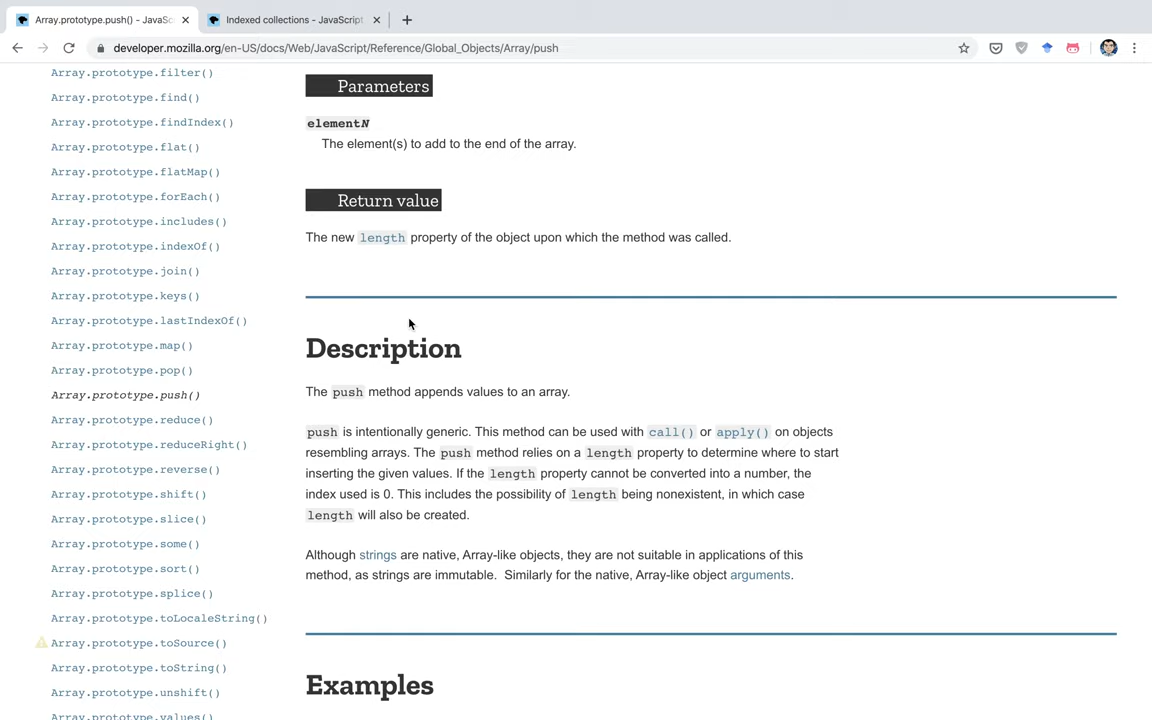 Array.prototype.push() - JavaSc
Indexed collections - JavaScript
developer.mozilla.org/en-US/docs/Web/JavaScript/Reference/Global_Objects/Array/push
Array.prototype.filter()
Array.prototype.find()
Array.prototype.findIndex()
Array.prototype.flat()
Array.prototype.flatMap()
Array.prototype.forEach()
Array.prototype.includes()
Array.prototype.indexOf()
Array.prototype.join()
Array.prototype.keys()
Array.prototype.lastIndexOf()
Array.prototype.map()
Array.prototype.pop()
Array.prototype.push()
Array.prototype.reduce()
Array.prototype.reduceRight()
Array.prototype.reverse()
Array.prototype.shift()
Array.prototype.slice()
Array.prototype.some()
Array.prototype.sort()
Array.prototype.splice()
Array.prototype.toLocaleString()
Array.prototype.toSource()
Array.prototype.toString()
Array.prototype.unshift()
Array.prototype.values()
Parameters
elementN
The element(s) to add to the end of the array.
Return value
The new length property of the object upon which the method was called.
Description
The push method appends values to an array.
push is intentionally generic. This method can be used with call() or apply() on objects
resembling arrays. The push method relies on a length property to determine where to start
inserting the given values. If the length property cannot be converted into a number, the
index used is 0. This includes the possibility of length being nonexistent, in which case
length will also be created.
Although strings are native, Array-like objects, they are not suitable in applications of this
method, as strings are immutable.  Similarly for the native, Array-like object arguments.
Examples